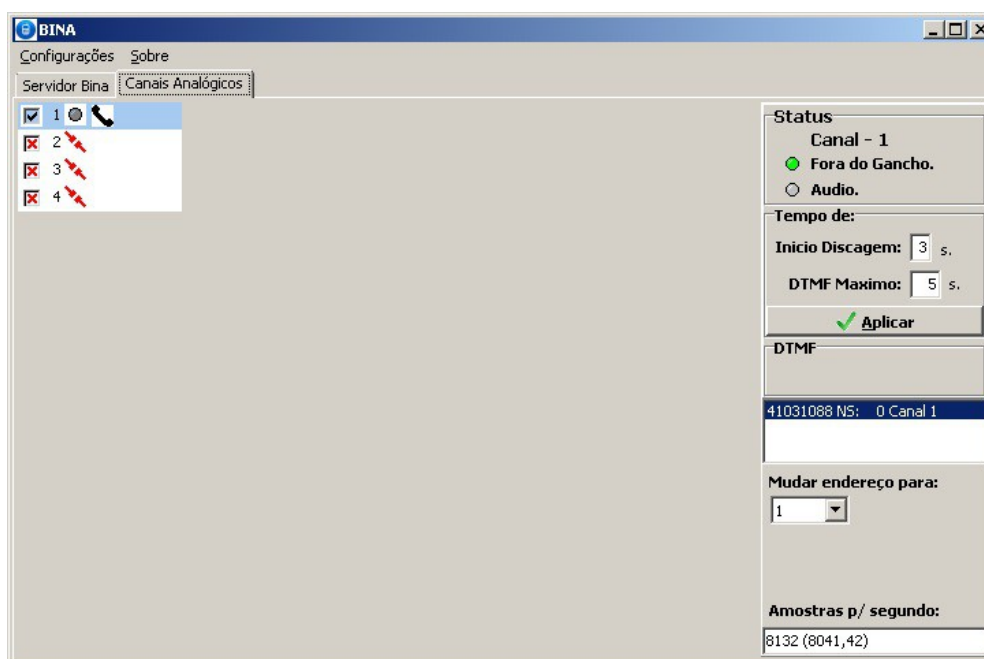 BINA
Configurações Sobre
Servidor Bina Canais Analógicos
1
2
3
4
Status
Canal - 1
Fora do Gancho.
Audio.
Tempo de:
Inicio Discagem: 3 s.
DTMF Maximo: 5 s.
Aplicar
DTMF
41031088 NS: 0 Canal 1
Mudar endereço para:
1
Amostras p/ segundo:
8132 (8041,42)